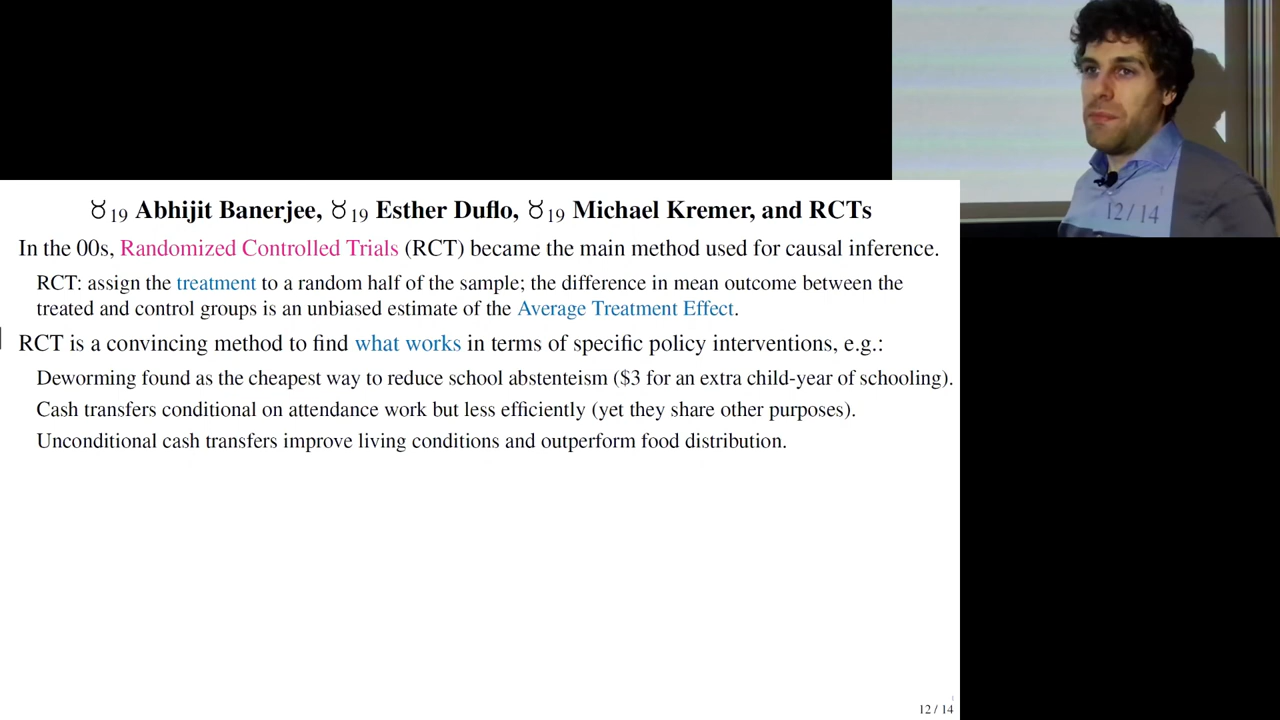 12 / 14
♉19 Abhijit Banerjee, ♉19 Esther Duflo, ♉19 Michael Kremer, and RCTs
In the 00s, Randomized Controlled Trials (RCT) became the main method used for causal inference.
RCT: assign the treatment to a random half of the sample; the difference in mean outcome between the
treated and control groups is an unbiased estimate of the Average Treatment Effect.
RCT is a convincing method to find what works in terms of specific policy interventions, e.g.:
Deworming found as the cheapest way to reduce school abstenteism ($3 for an extra child-year of schooling).
Cash transfers conditional on attendance work but less efficiently (yet they share other purposes).
Unconditional cash transfers improve living conditions and outperform food distribution.
12 / 14